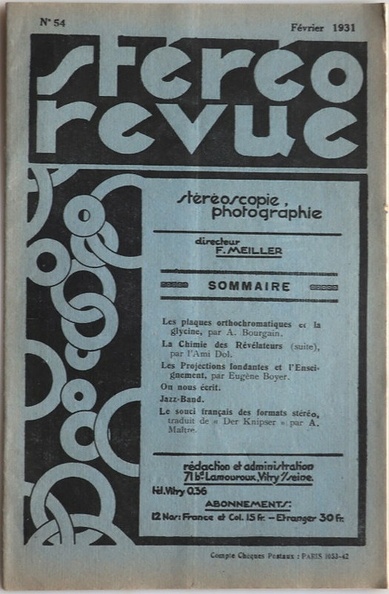 N° 54
Février 1931
stéréo
revue
stéréoscopie,
photographie
directeur
F. MEILLER
SOMMAIRE
Les plaques orthochromatiques et la
glycine, par A. Bourgain.
La Chimie des Révélateurs (suite),
par l'Ami Dol.
Les Projections fondantes et l'Ensei-
gnement, par Eugène Boyer.
On nous écrit.
Jazz-Band.
Le souci français des formats stéréo,
traduit de « Der Knipser » par A.
Maître.
rédaction et administration
71 bd Lamouroux, Vitry s/seine.
tél. Vitry 0.36
ABONNEMENTS:
12 Nos: France et Col. 15 Fr. - Etranger 30 Fr.
Compte Chèques Postaux : PARIS